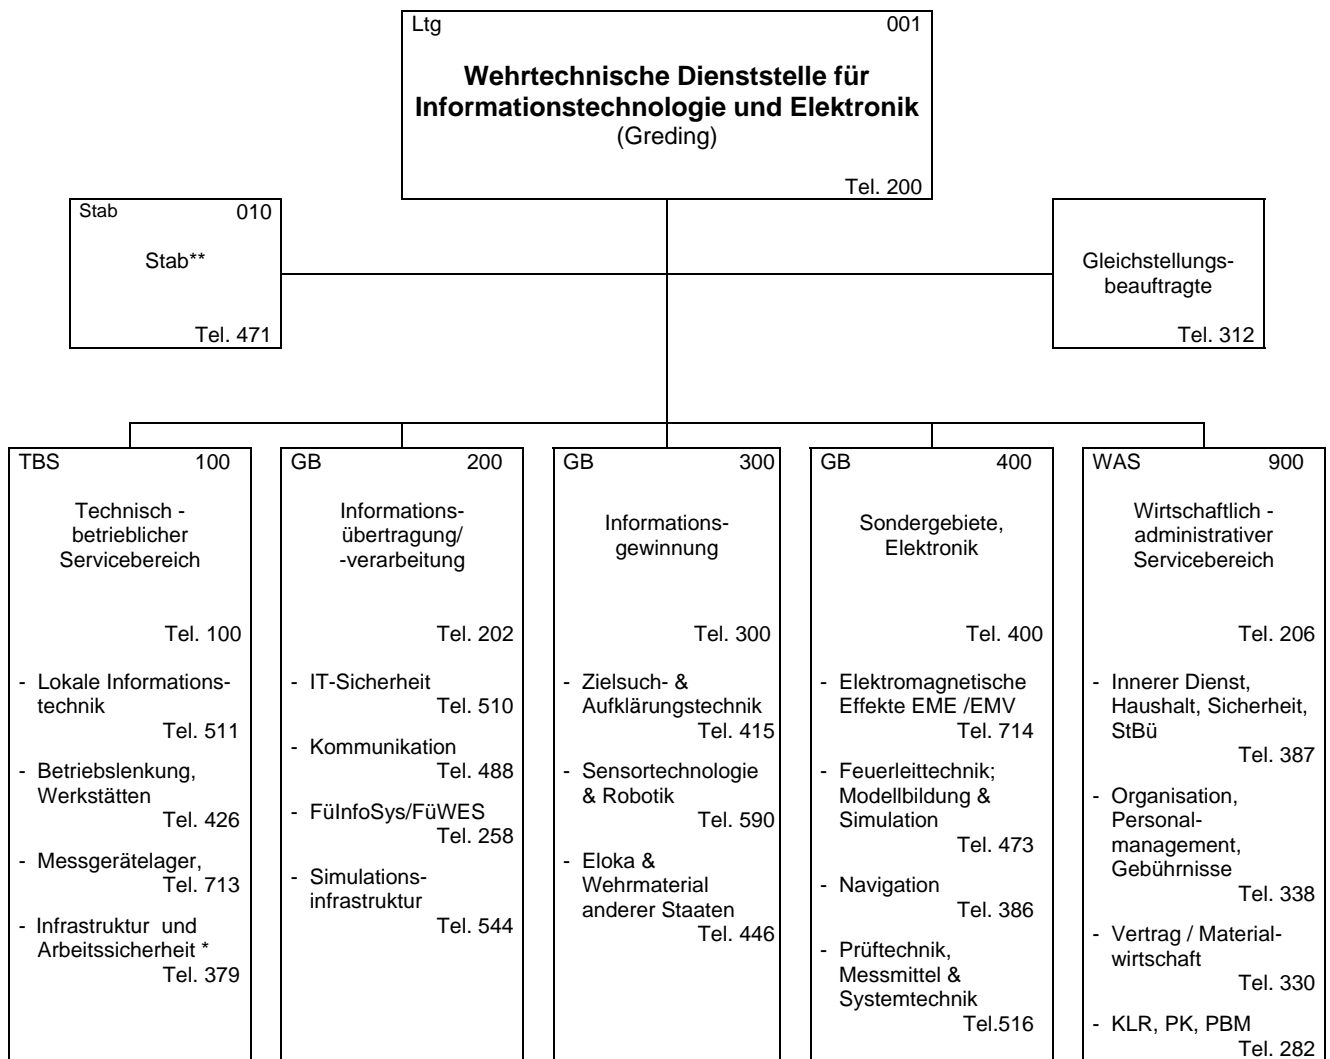 Ltg 001
Wehrtechnische Dienststelle für
Informationstechnologie und Elektronik
(Greding)
Tel. 200
Stab 010
Stab**
Tel. 471
Gleichstellungs-
beauftragte
Tel. 312
TBS 100
Technisch -
betrieblicher
Servicebereich
Tel. 100
- Lokale Informations-
technik
Tel. 511
- Betriebslenkung,
Werkstätten
Tel. 426
- Messgerätelager,
Tel. 713
- Infrastruktur und
Arbeitssicherheit *
Tel. 379
GB 200
Informations-
übertragung/
-verarbeitung
Tel. 202
- IT-Sicherheit
Tel. 510
- Kommunikation
Tel. 488
- FüInfoSys/FüWES
Tel. 258
- Simulations-
infrastruktur
Tel. 544
GB 300
Informations-
gewinnung
Tel. 300
- Zielsuch- &
Aufklärungstechnik
Tel. 415
- Sensortechnologie
& Robotik
Tel. 590
- Eloka &
Wehrmaterial
anderer Staaten
Tel. 446
GB 400
Sondergebiete,
Elektronik
Tel. 400
- Elektromagnetische
Effekte EME /EMV
Tel. 714
- Feuerleittechnik;
Modellbildung &
Simulation
Tel. 473
- Navigation
Tel. 386
- Prüftechnik,
Messmittel &
Systemtechnik
Tel.516
WAS 900
Wirtschaftlich -
administrativer
Servicebereich
Tel. 206
- Innerer Dienst,
Haushalt, Sicherheit,
StBü
Tel. 387
- Organisation,
Personal-
management,
Gebührnisse
Tel. 338
- Vertrag / Material-
wirtschaft
Tel. 330
- KLR, PK, PBM
Tel. 282